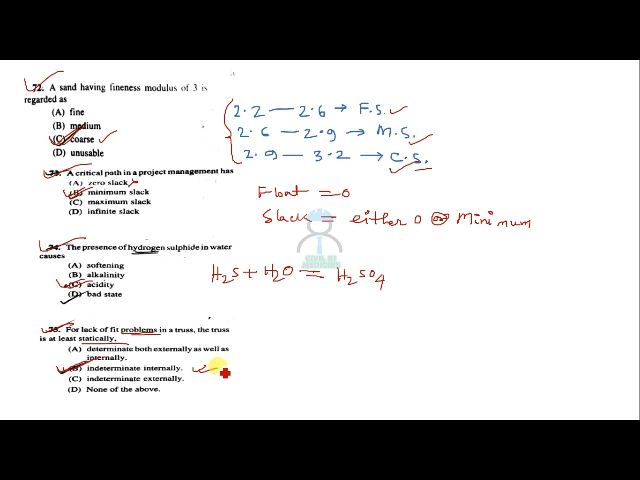 72. A sand having fineness modulus of 3 is
regarded as
(A) fine
(B) medium
(C) coarse
(D) unusable
2.2 — 2.6 → F.S.
2.6 — 2.9 → M.S.
2.9 — 3.2 → C.S.
73. A critical path in a project management has
(A) zero slack
(B) minimum slack
(C) maximum slack
(D) infinite slack
Float = 0
Slack = either 0 or Minimum
74. The presence of hydrogen sulphide in water
causes
(A) softening
(B) alkalinity
(C) acidity
(D) bad state
H2S + H2O = H2SO4
75. For lack of fit problems in a truss, the truss
is at least statically,
(A) determinate both externally as well as
internally.
(B) indeterminate internally.
(C) indeterminate externally.
(D) None of the above.